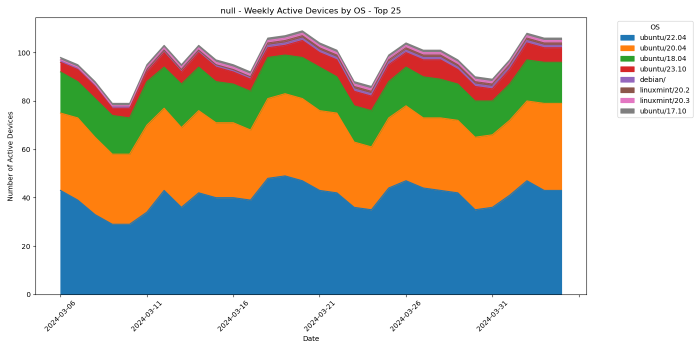 null - Weekly Active Devices by OS - Top 25
OS
ubuntu/22.04
ubuntu/20.04
ubuntu/18.04
ubuntu/23.10
debian/
linuxmint/20.2
linuxmint/20.3
ubuntu/17.10
Number of Active Devices
100
80
60
40
20
0
2024-03-06
2024-03-11
2024-03-16
2024-03-21
2024-03-26
2024-03-31
Date